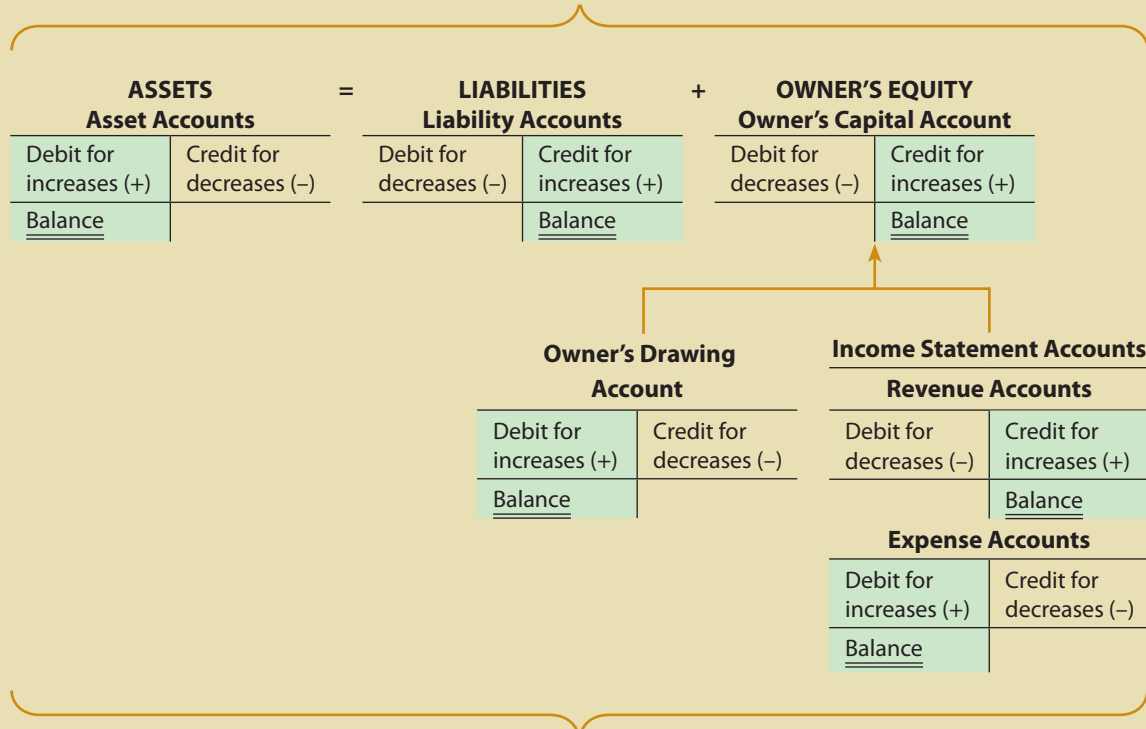 ASSETS = LIABILITIES + OWNER'S EQUITY
Asset Accounts Liability Accounts Owner's Capital Account
Debit for Credit for Debit for Credit for Debit for Credit for
increases (+) decreases (–) decreases (–) increases (+) decreases (–) increases (+)
Balance Balance Balance
Owner's Drawing Income Statement Accounts
Account Revenue Accounts
Debit for Credit for Debit for Credit for
increases (+) decreases (–) decreases (–) increases (+)
Balance Balance
Expense Accounts
Debit for Credit for
increases (+) decreases (–)
Balance